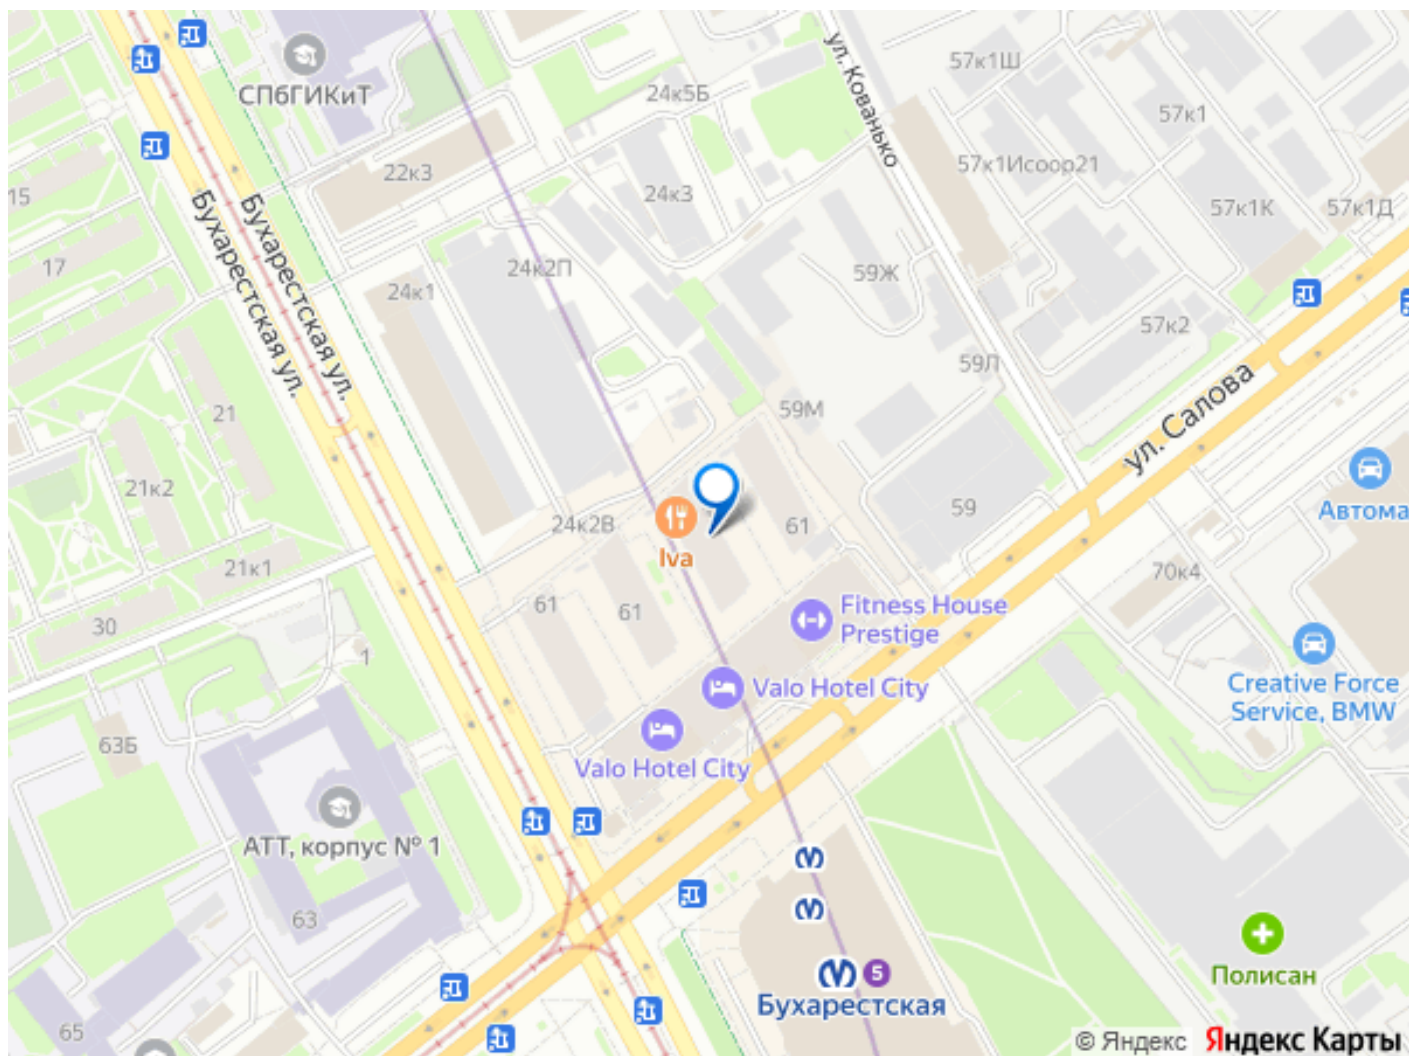 57к1Ш
24к5Б
СПбГИКиТ
57к1
ул. Кованько
22к3
57к1Исоор21
15
24к3
57к1К
57к1Д
Бухарестская ул.
Бухарестская ул.
17
24к2П
59Ж
24к1
57к2
59Л
21
59М
ул. Салова
21к2
59
Автома
24к2В
61
Iva
21к1
70к4
61
61
Fitness House
Prestige
30
1
Valo Hotel City
Creative Force
Service, BMW
63Б
Valo Hotel City
АТТ, корпус № 1
63
5
Полисан
Бухарестская
65
© Яндекс
Яндекс Карты